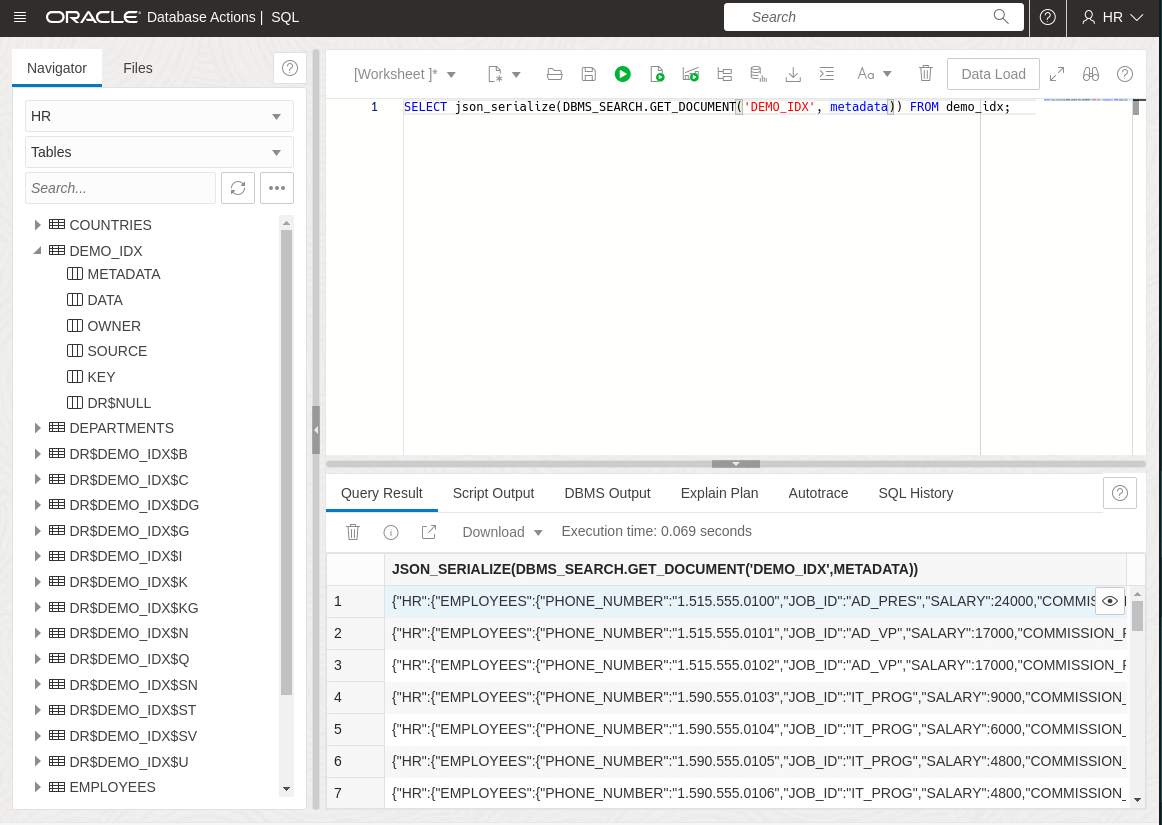 ORACLE Database Actions | SQL
Search
HR
Navigator
Files
HR
Tables
Search...
COUNTRIES
DEMO_IDX
METADATA
DATA
OWNER
SOURCE
KEY
DR$NULL
DEPARTMENTS
DR$DEMO_IDX$B
DR$DEMO_IDX$C
DR$DEMO_IDX$DG
DR$DEMO_IDX$G
DR$DEMO_IDX$I
DR$DEMO_IDX$K
DR$DEMO_IDX$KG
DR$DEMO_IDX$N
DR$DEMO_IDX$Q
DR$DEMO_IDX$SN
DR$DEMO_IDX$ST
DR$DEMO_IDX$SV
DR$DEMO_IDX$U
EMPLOYEES
[Worksheet ]*
Aa
Data Load
1 SELECT json_serialize(DBMS_SEARCH.GET_DOCUMENT('DEMO_IDX', metadata)) FROM demo_idx;
Query Result
Script Output
DBMS Output
Explain Plan
Autotrace
SQL History
Download
Execution time: 0.069 seconds
JSON_SERIALIZE(DBMS_SEARCH.GET_DOCUMENT('DEMO_IDX',METADATA))
1 {"HR":{"EMPLOYEES":{"PHONE_NUMBER":"1.515.555.0100","JOB_ID":"AD_PRES","SALARY":24000,"COMMIS
2 {"HR":{"EMPLOYEES":{"PHONE_NUMBER":"1.515.555.0101","JOB_ID":"AD_VP","SALARY":17000,"COMMISSION_P
3 {"HR":{"EMPLOYEES":{"PHONE_NUMBER":"1.515.555.0102","JOB_ID":"AD_VP","SALARY":17000,"COMMISSION_P
4 {"HR":{"EMPLOYEES":{"PHONE_NUMBER":"1.590.555.0103","JOB_ID":"IT_PROG","SALARY":9000,"COMMISSION_
5 {"HR":{"EMPLOYEES":{"PHONE_NUMBER":"1.590.555.0104","JOB_ID":"IT_PROG","SALARY":6000,"COMMISSION_
6 {"HR":{"EMPLOYEES":{"PHONE_NUMBER":"1.590.555.0105","JOB_ID":"IT_PROG","SALARY":4800,"COMMISSION_
7 {"HR":{"EMPLOYEES":{"PHONE_NUMBER":"1.590.555.0106","JOB_ID":"IT_PROG","SALARY":4800,"COMMISSION_